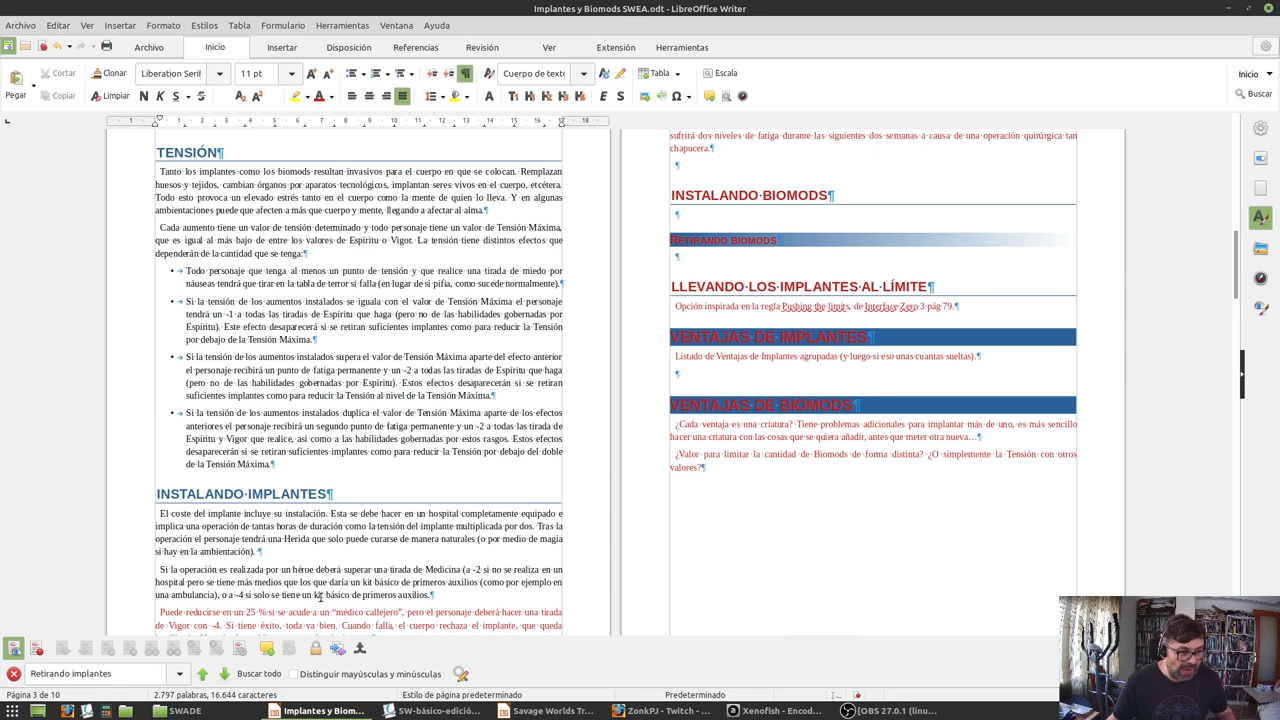 Implantes y Biomods SWEA.odt - LibreOffice Writer
Archivo Editar Ver Insertar Formato Estilos Tabla Formulario Herramientas Ventana Ayuda
Archivo Inicio Insertar Disposición Referencias Revisión Ver Extensión Herramientas
Pegar Cortar Clonar Liberation Serif 11 pt Cuerpo de texto Tabla Escala Inicio
Copiar Limpiar Buscar
TENSIÓN¶
Tanto los implantes como los biomods resultan invasivos para el cuerpo en que se colocan. Remplazan
huesos y tejidos, cambian órganos por aparatos tecnológicos, implantan seres vivos en el cuerpo, etcétera.
Todo esto provoca un elevado estrés tanto en el cuerpo como la mente de quien lo lleva. Y en algunas
ambientaciones puede que afecten a más que cuerpo y mente, llegando a afectar al alma.¶
Cada aumento tiene un valor de tensión determinado y todo personaje tiene un valor de Tensión Máxima,
que es igual al más bajo de entre los valores de Espíritu o Vigor. La tensión tiene distintos efectos que
dependerán de la cantidad que se tenga:¶
• Todo personaje que tenga al menos un punto de tensión y que realice una tirada de miedo por
náuseas tendrá que tirar en la tabla de terror si falla (en lugar de si pifia, como sucede normalmente).¶
• Si la tensión de los aumentos instalados se iguala con el valor de Tensión Máxima el personaje
tendrá un -1 a todas las tiradas de Espíritu que haga (pero no de las habilidades gobernadas por
Espíritu). Este efecto desaparecerá si se retiran suficientes implantes como para reducir la Tensión
por debajo de la Tensión Máxima.¶
• Si la tensión de los aumentos instalados supera el valor de Tensión Máxima aparte del efecto anterior
el personaje recibirá un punto de fatiga permanente y un -2 a todas las tiradas de Espíritu que haga
(pero no de las habilidades gobernadas por Espíritu). Estos efectos desaparecerán si se retiran
suficientes implantes como para reducir la Tensión al nivel de la Tensión Máxima.¶
• Si la tensión de los aumentos instalados duplica el valor de Tensión Máxima aparte de los efectos
anteriores el personaje recibirá un segundo punto de fatiga permanente y un -2 a todas las tirada de
Espíritu y Vigor que realice, así como a las habilidades gobernadas por estos rasgos. Estos efectos
desaparecerán si se retiran suficientes implantes como para reducir la Tensión por debajo del doble
de la Tensión Máxima.¶
INSTALANDO·IMPLANTES¶
El coste del implante incluye su instalación. Esta se debe hacer en un hospital completamente equipado e
implica una operación de tantas horas de duración como la tensión del implante multiplicada por dos. Tras la
operación el personaje tendrá una Herida que solo puede curarse de manera naturales (o por medio de magia
si hay en la ambientación). ¶
Si la operación es realizada por un héroe deberá superar una tirada de Medicina (a -2 si no se realiza en un
hospital pero se tiene más medios que los que daría un kit básico de primeros auxilios (como por ejemplo en
una ambulancia), o a -4 si solo se tiene un kit básico de primeros auxilios.¶
Puede reducirse en un 25 % si se acude a un “médico callejero”, pero el personaje deberá hacer una tirada
de Vigor con -4. Si tiene éxito, toda va bien. Cuando falla, el cuerpo rechaza el implante, que queda
sufrirá dos niveles de fatiga durante las siguientes dos semanas a causa de una operación quirúrgica tan
chapucera.¶
¶
INSTALANDO·BIOMODS¶
¶
RETIRANDO BIOMODS
¶
LLEVANDO·LOS·IMPLANTES·AL·LÍMITE¶
Opción inspirada en la regla Pushing the limits, de Interface Zero 3 pág 79.¶
VENTAJAS DE IMPLANTES¶
Listado de Ventajas de Implantes agrupadas (y luego si eso unas cuantas sueltas).¶
¶
VENTAJAS DE BIOMODS¶
¿Cada ventaja es una criatura? Tiene problemas adicionales para implantar más de uno, es más sencillo
hacer una criatura con las cosas que se quiera añadir, antes que meter otra nueva…¶
¿Valor para limitar la cantidad de Biomods de forma distinta? ¿O simplemente la Tensión con otros
valores?¶
Retirando implantes Buscar todo Distinguir mayúsculas y minúsculas
Página 3 de 10 2.797 palabras, 16.644 caracteres Estilo de página predeterminado Predeterminado
SWADE Implantes y Biom... SW-básico-edició... Savage Worlds Tr... ZonkPJ - Twitch - ... Xenofish – Encod... [OBS 27.0.1 (linu...